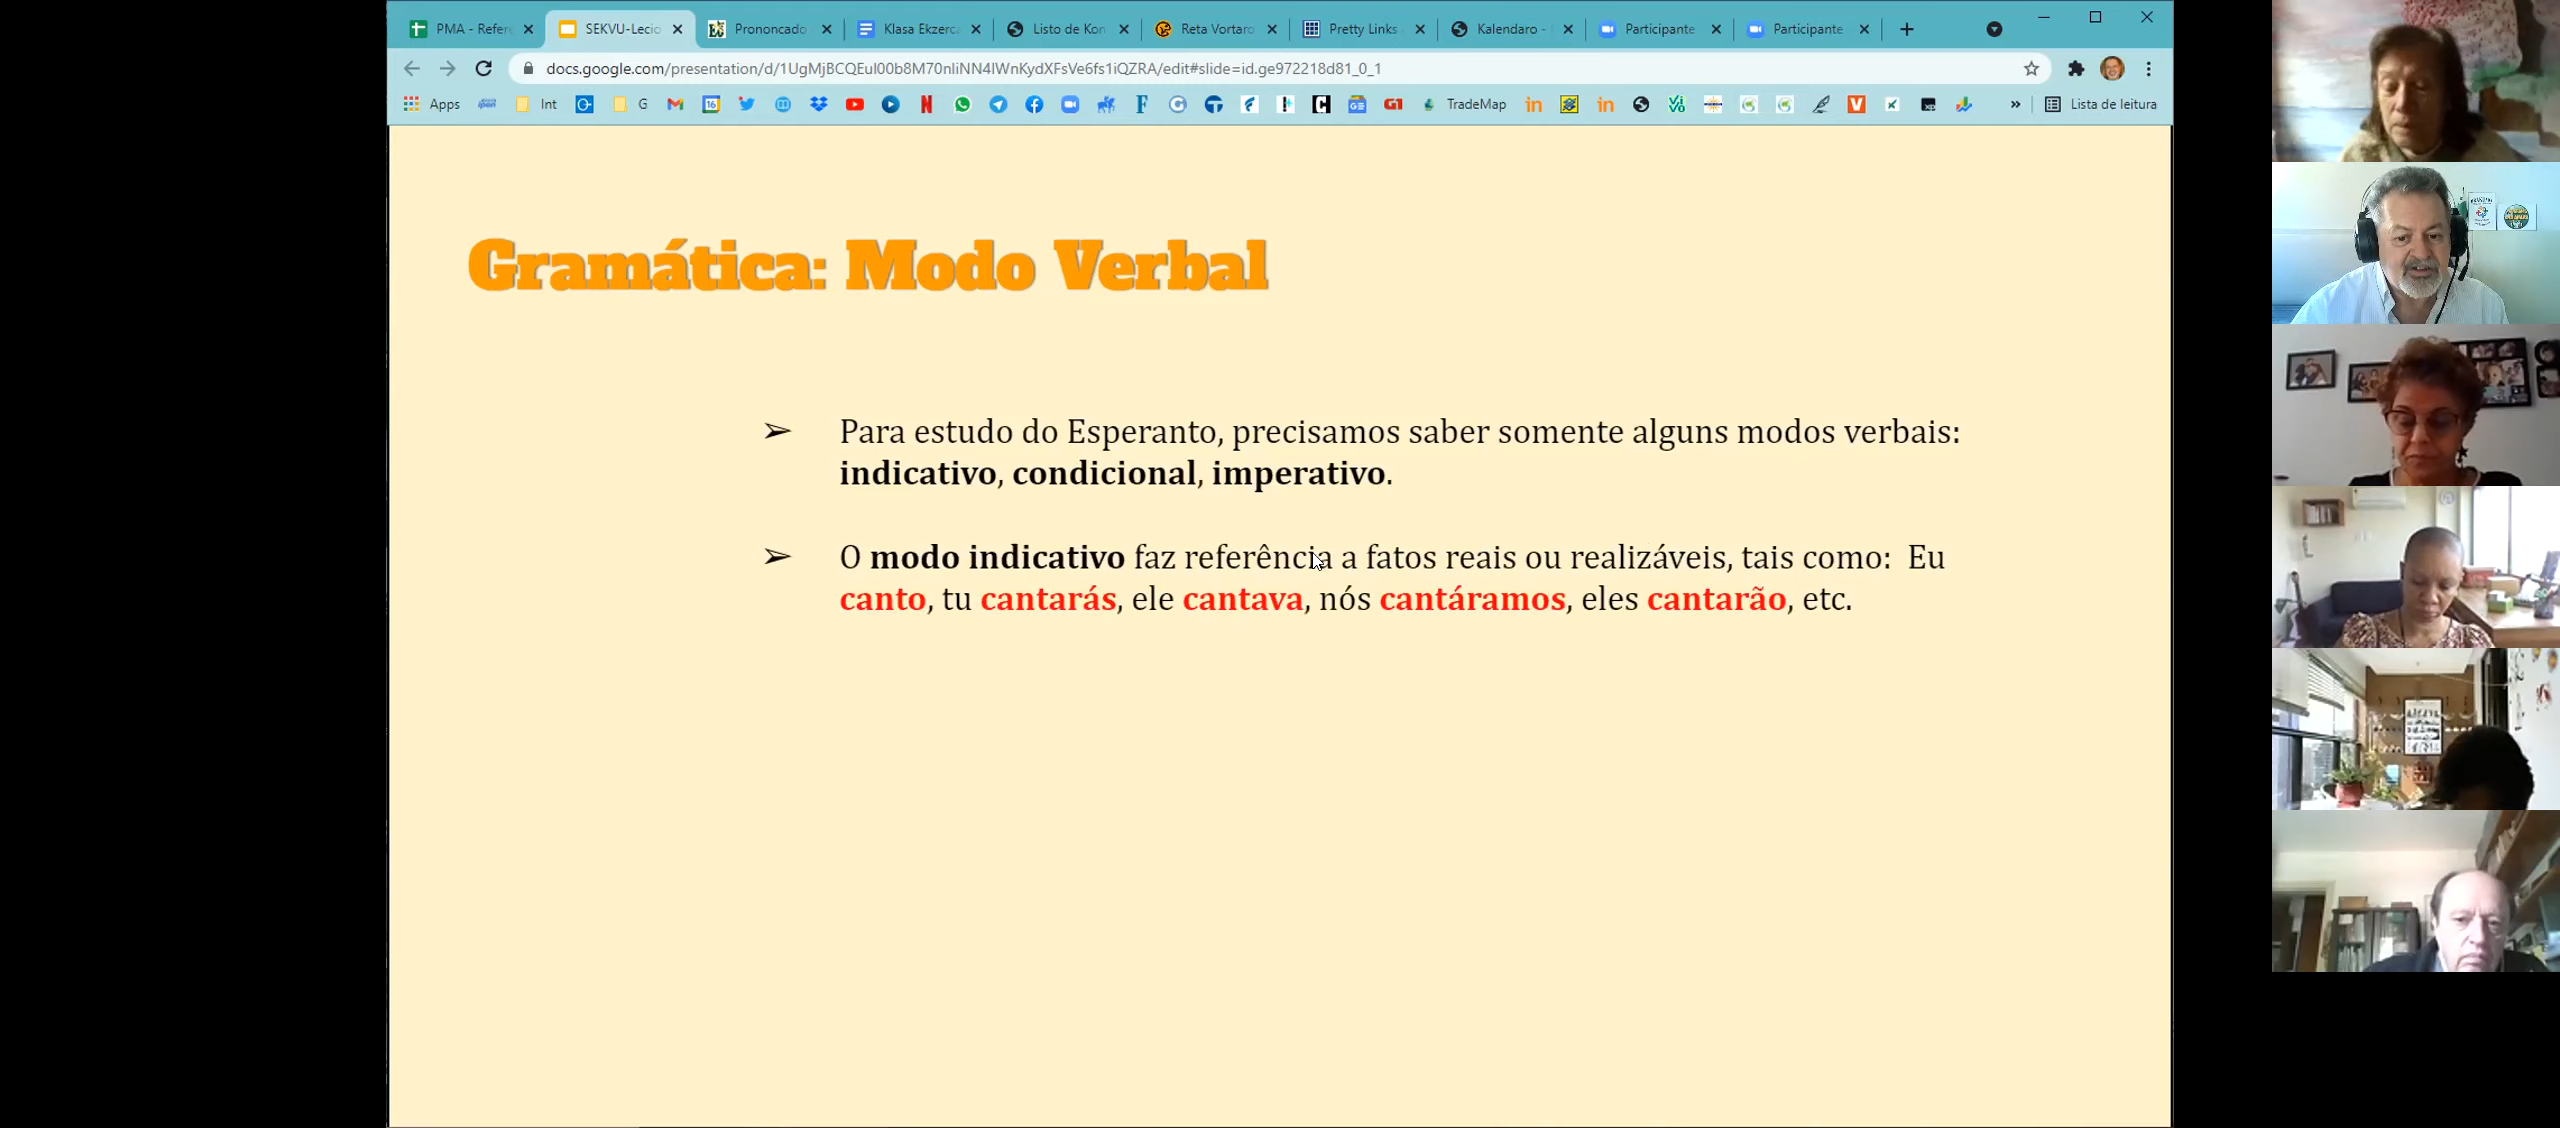 PMA - Refer
SEKVU-Lecio
Prononcado
Klasa Ekzerca
Listo de Kon
Reta Vortaro
Pretty Links
Kalendaro -
Participante
Participante
docs.google.com/presentation/d/1UgMjBCQEul00b8M70nliNN4lWnKydXFsVe6fs1iQZRA/edit#slide=id.ge972218d81_0_1
Apps
Int
G
TradeMap
Lista de leitura
Gramática: Modo Verbal
➢ Para estudo do Esperanto, precisamos saber somente alguns modos verbais:
indicativo, condicional, imperativo.
➢ O modo indicativo faz referência a fatos reais ou realizáveis, tais como: Eu
canto, tu cantarás, ele cantava, nós cantáramos, eles cantarão, etc.